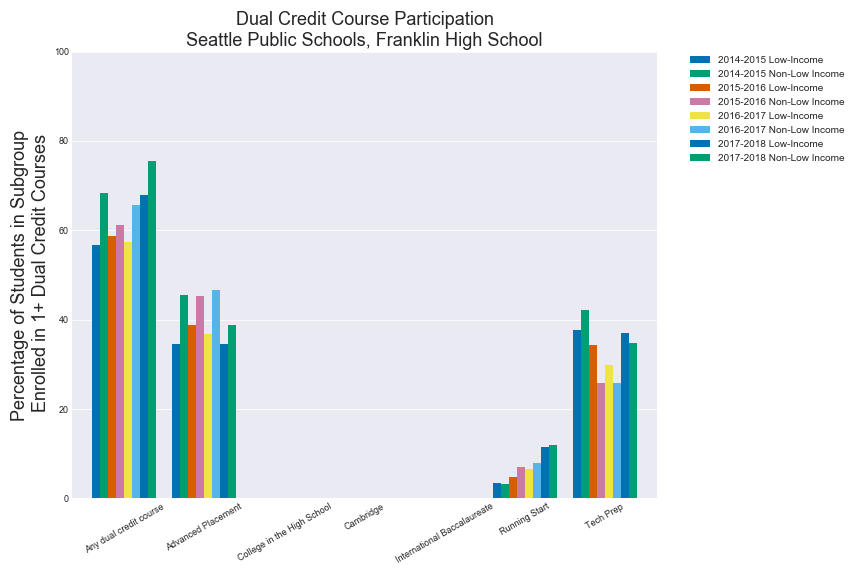 Dual Credit Course Participation
Seattle Public Schools, Franklin High School
Percentage of Students in Subgroup
Enrolled in 1+ Dual Credit Courses
100
80
60
40
20
0
Any dual credit course
Advanced Placement
College in the High School
Cambridge
International Baccalaureate
Running Start
Tech Prep
2014-2015 Low-Income
2014-2015 Non-Low Income
2015-2016 Low-Income
2015-2016 Non-Low Income
2016-2017 Low-Income
2016-2017 Non-Low Income
2017-2018 Low-Income
2017-2018 Non-Low Income